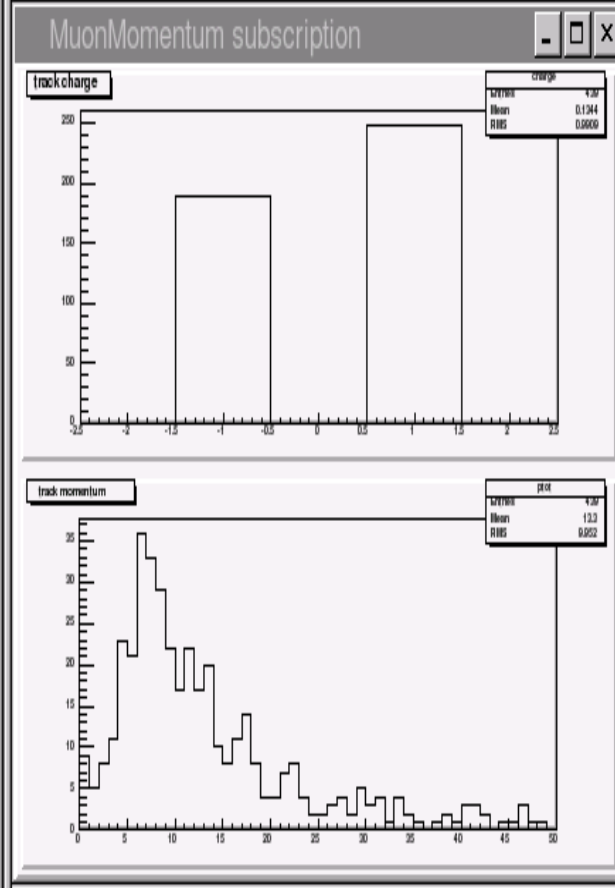 MuonMomentum subscription
track charge
charge
Entries 439
Mean 0.1344
RMS 0.9909
250
200
150
100
50
0
-2.5 -2 -1.5 -1 -0.5 0 0.5 1 1.5 2 2.5
track momentum
ptot
Entries 439
Mean 13.3
RMS 9.952
35
30
25
20
15
10
5
0
0 5 10 15 20 25 30 35 40 45 50